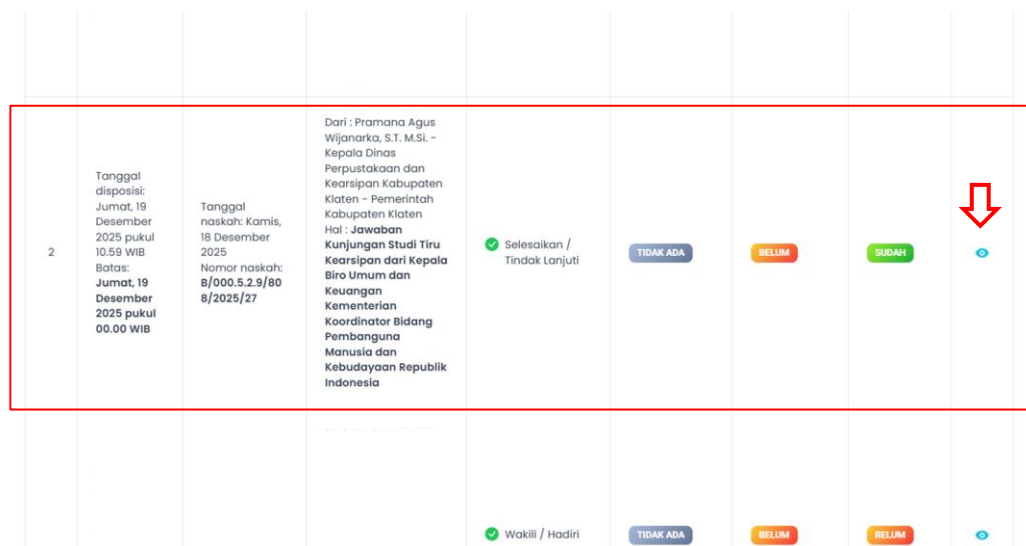 2
Tanggal
disposisi:
Jumat, 19
Desember
2025 pukul
10.59 WIB
Batas:
Jumat, 19
Desember
2025 pukul
00.00 WIB
Tanggal
naskah: Kamis,
18 Desember
2025
Nomor naskah:
B/000.5.2.9/80
8/2025/27
Dari : Pramana Agus
Wijanarka, S.T. M.Si. -
Kepala Dinas
Perpustakaan dan
Kearsipan Kabupaten
Klaten - Pemerintah
Kabupaten Klaten
Hal : Jawaban
Kunjungan Studi Tiru
Kearsipan dari Kepala
Biro Umum dan
Keuangan
Kementerian
Koordinator Bidang
Pembanguna
Manusia dan
Kebudayaan Republik
Indonesia
Selesaikan /
Tindak Lanjuti
TIDAK ADA
BELUM
SUDAH
Wakili / Hadiri
TIDAK ADA
BELUM
BELUM